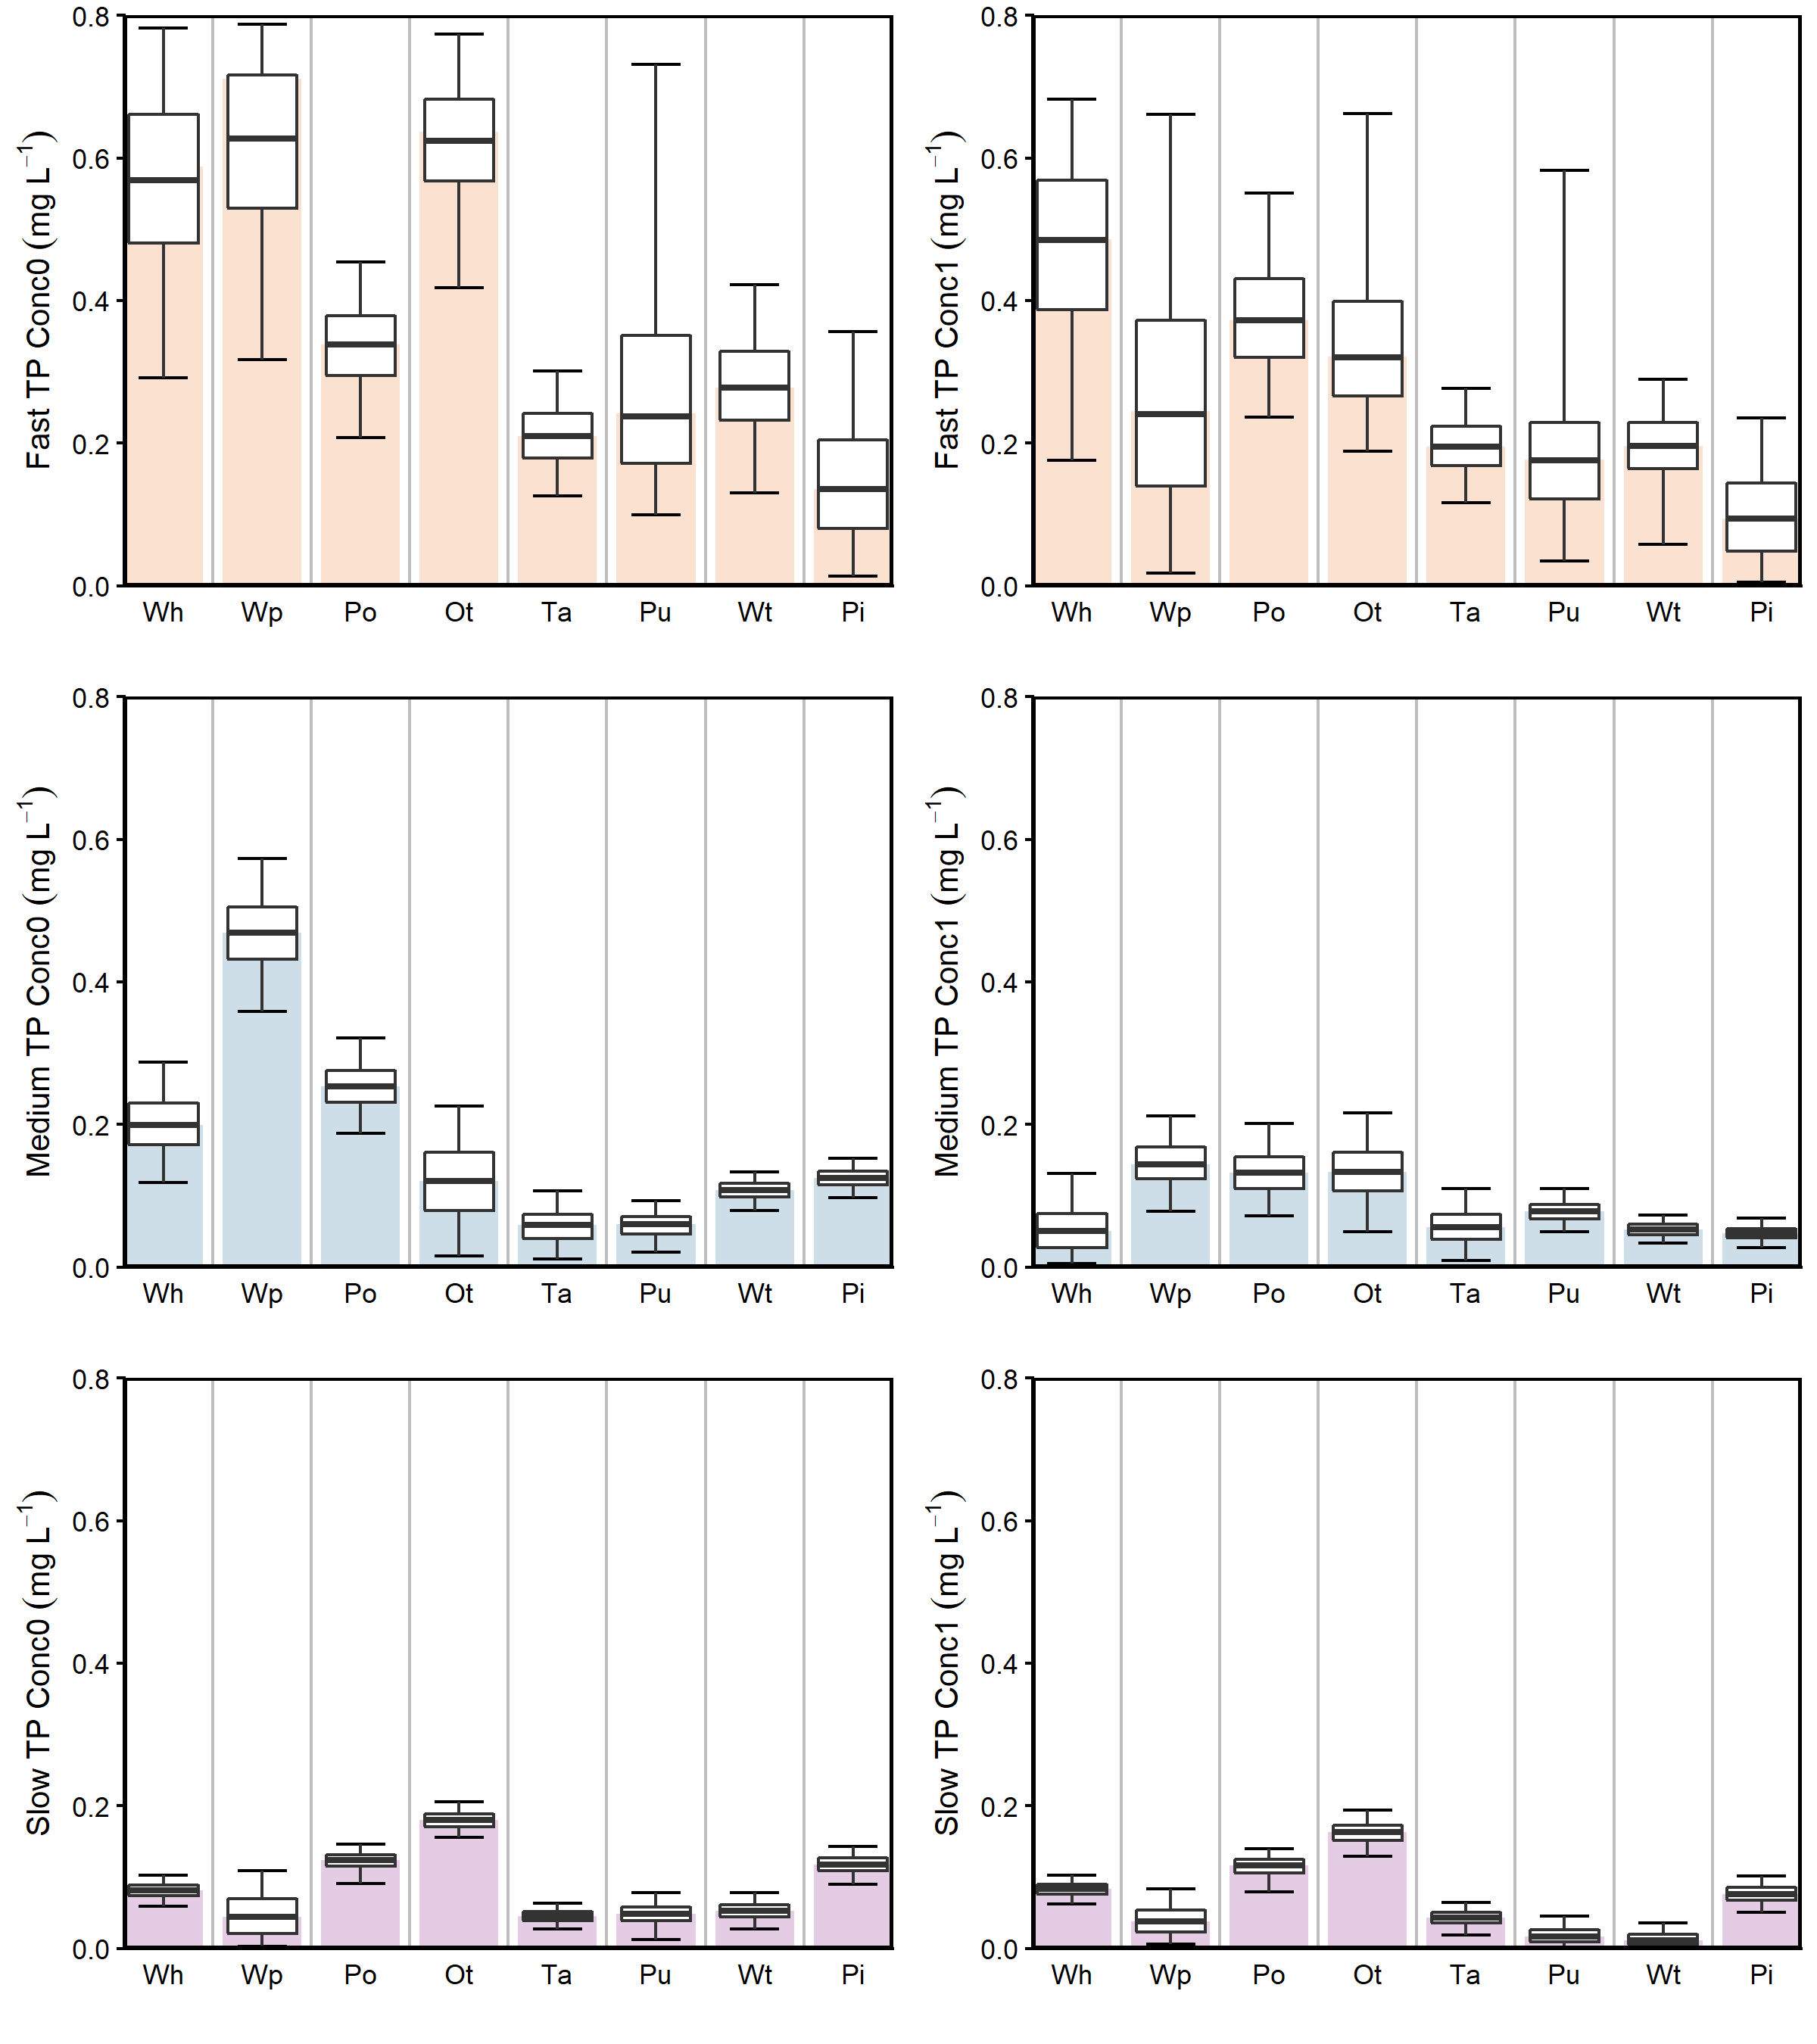 Fast TP Conc0 (mg L⁻¹)
0.8
0.6
0.4
0.2
0.0
Wh Wp Po Ot Ta Pu Wt Pi
Fast TP Conc1 (mg L⁻¹)
0.8
0.6
0.4
0.2
0.0
Wh Wp Po Ot Ta Pu Wt Pi
Medium TP Conc0 (mg L⁻¹)
0.8
0.6
0.4
0.2
0.0
Wh Wp Po Ot Ta Pu Wt Pi
Medium TP Conc1 (mg L⁻¹)
0.8
0.6
0.4
0.2
0.0
Wh Wp Po Ot Ta Pu Wt Pi
Slow TP Conc0 (mg L⁻¹)
0.8
0.6
0.4
0.2
0.0
Wh Wp Po Ot Ta Pu Wt Pi
Slow TP Conc1 (mg L⁻¹)
0.8
0.6
0.4
0.2
0.0
Wh Wp Po Ot Ta Pu Wt Pi